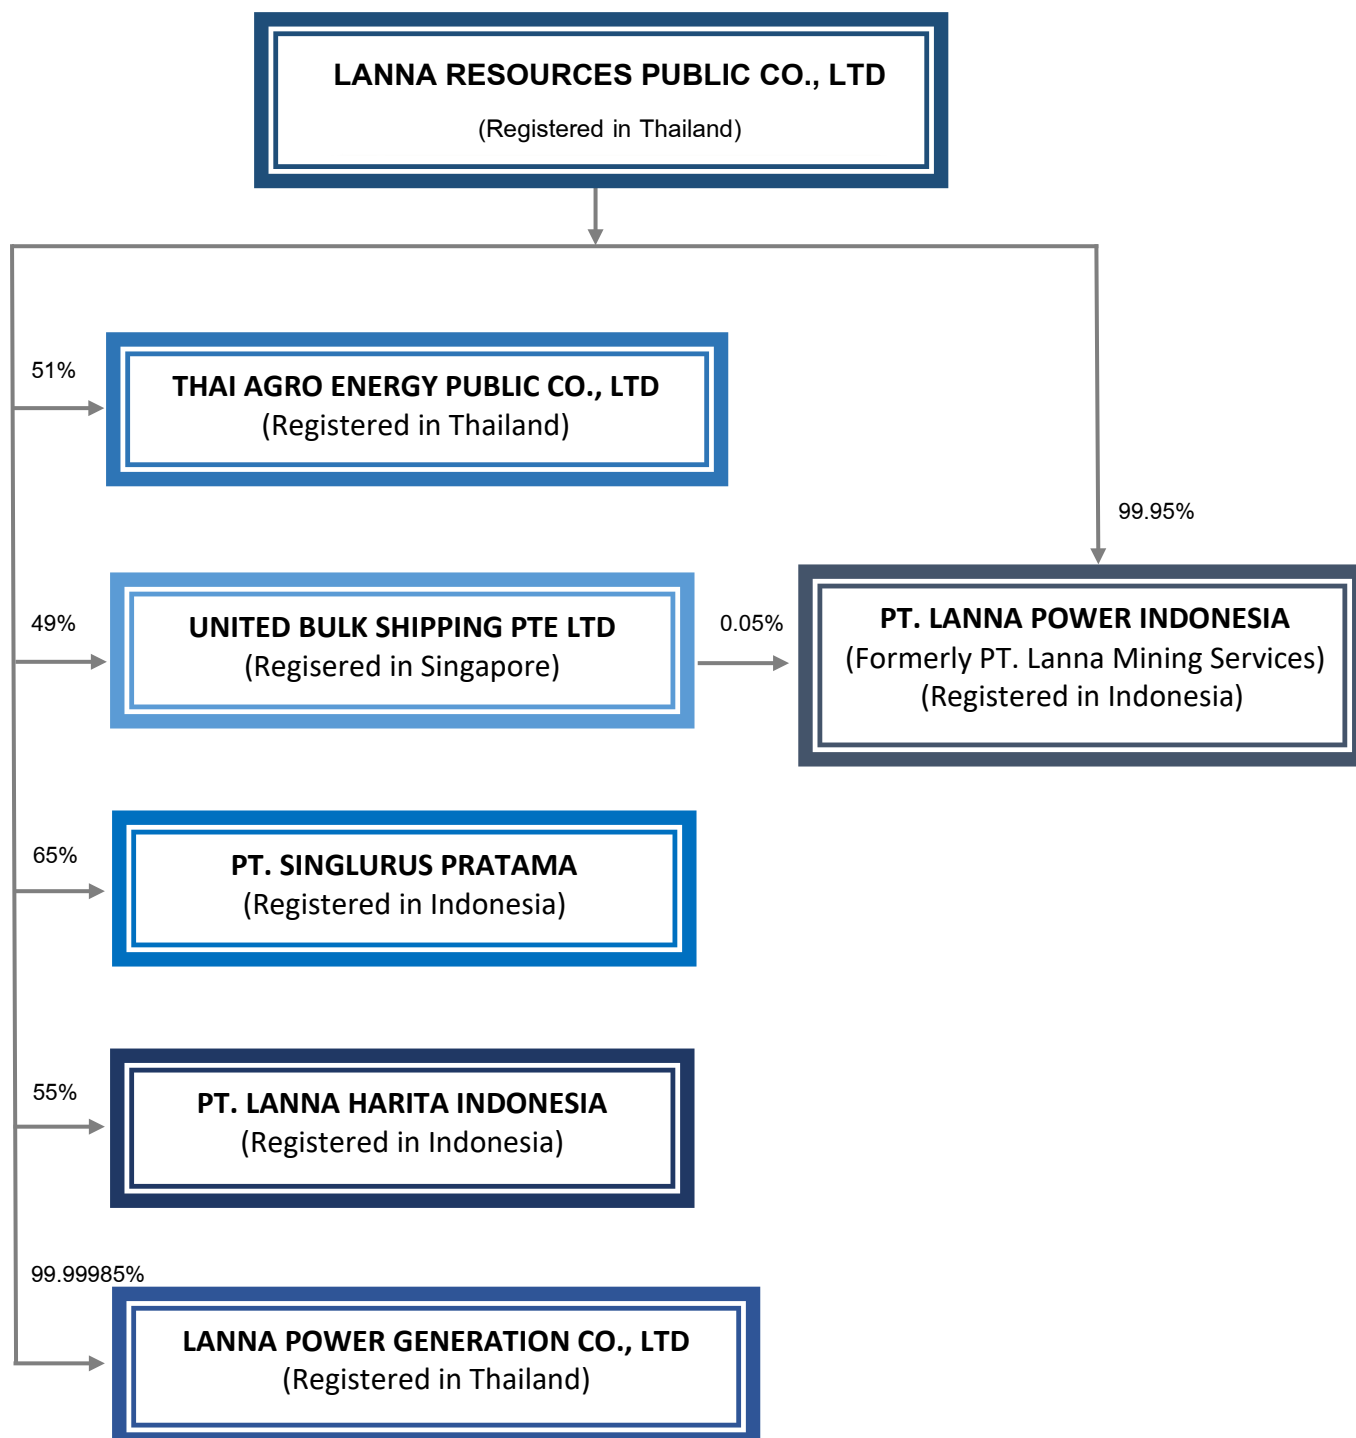 LANNA RESOURCES PUBLIC CO., LTD
(Registered in Thailand)
51%
THAI AGRO ENERGY PUBLIC CO., LTD
(Registered in Thailand)
99.95%
49%
UNITED BULK SHIPPING PTE LTD
(Regisered in Singapore)
0.05%
PT. LANNA POWER INDONESIA
(Formerly PT. Lanna Mining Services)
(Registered in Indonesia)
65%
PT. SINGLURUS PRATAMA
(Registered in Indonesia)
55%
PT. LANNA HARITA INDONESIA
(Registered in Indonesia)
99.99985%
LANNA POWER GENERATION CO., LTD
(Registered in Thailand)